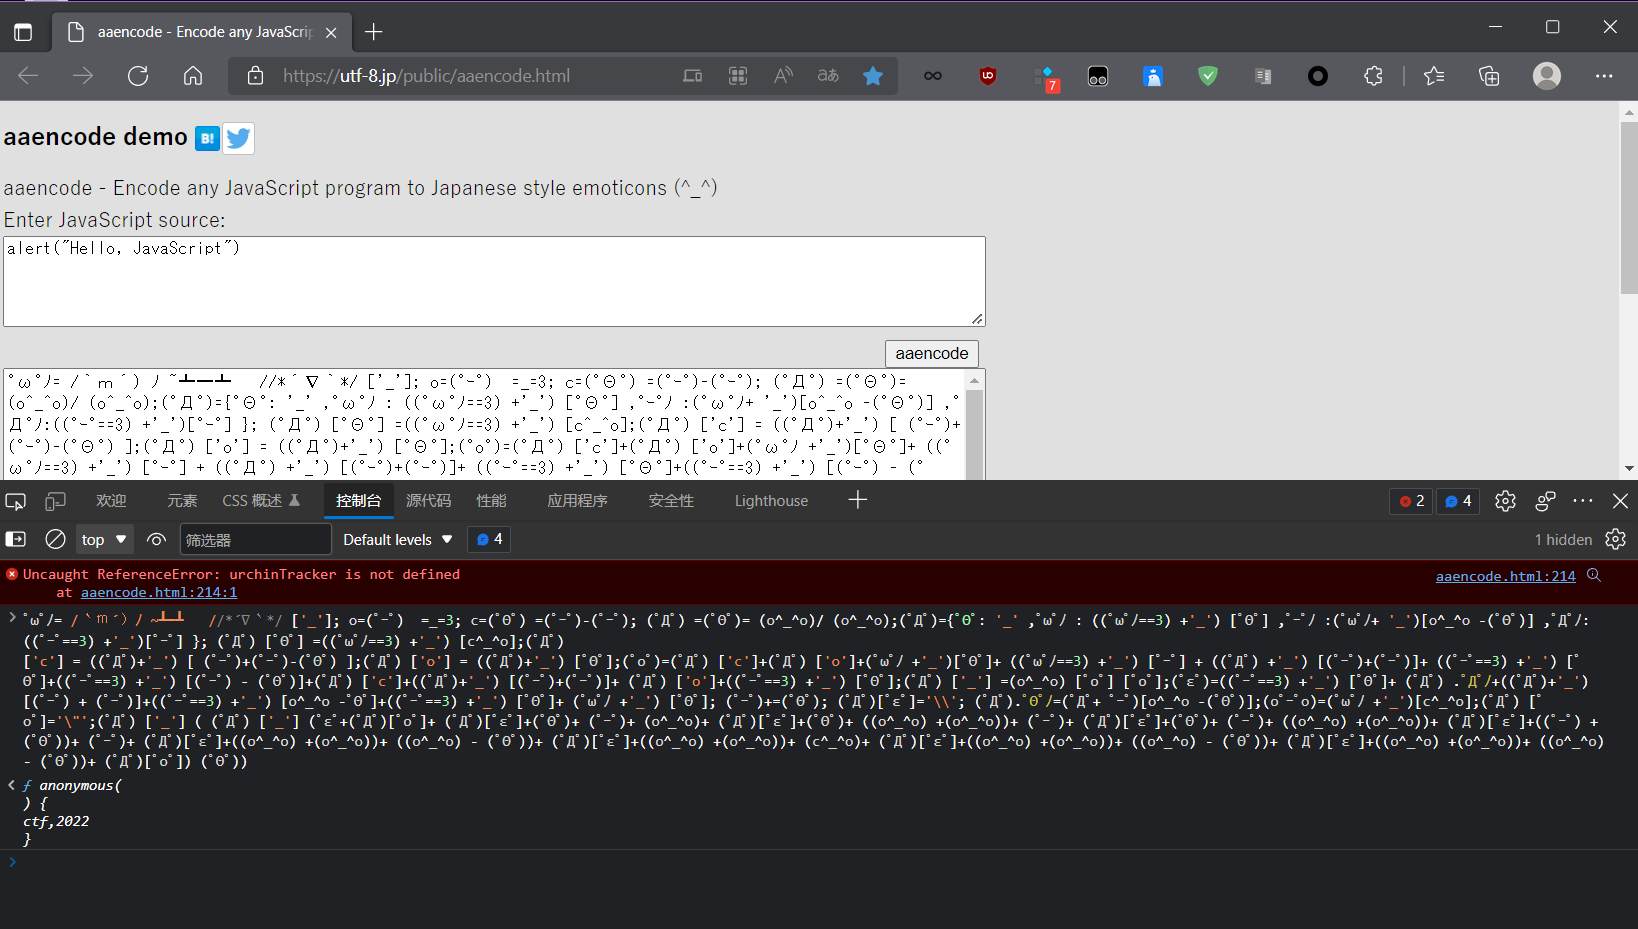 aaencode - Encode any JavaScrip
https://utf-8.jp/public/aaencode.html
7
aaencode demo B!
aaencode - Encode any JavaScript program to Japanese style emoticons (^_^)
Enter JavaScript source:
alert("Hello, JavaScript")
aaencode
ﾟωﾟﾉ= /｀ｍ´）ﾉ ~┻━┻   //*´∇｀*/ ['_']; o=(ﾟｰﾟ)  =_=3; c=(ﾟΘﾟ) =(ﾟｰﾟ)-(ﾟｰﾟ); (ﾟДﾟ) =(ﾟΘﾟ)=
(o^_^o)/ (o^_^o);(ﾟДﾟ)={ﾟΘﾟ: '_' ,ﾟωﾟﾉ : ((ﾟωﾟﾉ==3) +'_') [ﾟΘﾟ] ,ﾟｰﾟﾉ :(ﾟωﾟﾉ+ '_')[o^_^o -(ﾟΘﾟ)] ,ﾟ
Дﾟﾉ:((ﾟｰﾟ==3) +'_')[ﾟｰﾟ] }; (ﾟДﾟ) [ﾟΘﾟ] =((ﾟωﾟﾉ==3) +'_') [c^_^o];(ﾟДﾟ) ['c'] = ((ﾟДﾟ)+'_') [ (ﾟｰﾟ)+
(ﾟｰﾟ)-(ﾟΘﾟ) ];(ﾟДﾟ) ['o'] = ((ﾟДﾟ)+'_') [ﾟΘﾟ];(ﾟoﾟ)=(ﾟДﾟ) ['c']+(ﾟДﾟ) ['o']+(ﾟωﾟﾉ +'_')[ﾟΘﾟ]+ ((ﾟ
ωﾟﾉ==3) +'_') [ﾟｰﾟ] + ((ﾟДﾟ) +'_') [(ﾟｰﾟ)+(ﾟｰﾟ)]+ ((ﾟｰﾟ==3) +'_') [ﾟΘﾟ]+((ﾟｰﾟ==3) +'_') [(ﾟｰﾟ) - (ﾟ
欢迎 元素 CSS 概述 控制台 源代码 性能 应用程序 安全性 Lighthouse 2 4
top 筛选器 Default levels 4 1 hidden
Uncaught ReferenceError: urchinTracker is not defined aaencode.html:214
at aaencode.html:214:1
ﾟωﾟﾉ= /｀ｍ´）ﾉ ~┻━┻   //*´∇｀*/ ['_']; o=(ﾟｰﾟ)  =_=3; c=(ﾟΘﾟ) =(ﾟｰﾟ)-(ﾟｰﾟ); (ﾟДﾟ) =(ﾟΘﾟ)= (o^_^o)/ (o^_^o);(ﾟДﾟ)={ﾟΘﾟ: '_' ,ﾟωﾟﾉ : ((ﾟωﾟﾉ==3) +'_') [ﾟΘﾟ] ,ﾟｰﾟﾉ :(ﾟωﾟﾉ+ '_')[o^_^o -(ﾟΘﾟ)] ,ﾟДﾟﾉ:
((ﾟｰﾟ==3) +'_')[ﾟｰﾟ] }; (ﾟДﾟ) [ﾟΘﾟ] =((ﾟωﾟﾉ==3) +'_') [c^_^o];(ﾟДﾟ)
['c'] = ((ﾟДﾟ)+'_') [ (ﾟｰﾟ)+(ﾟｰﾟ)-(ﾟΘﾟ) ];(ﾟДﾟ) ['o'] = ((ﾟДﾟ)+'_') [ﾟΘﾟ];(ﾟoﾟ)=(ﾟДﾟ) ['c']+(ﾟДﾟ) ['o']+(ﾟωﾟﾉ +'_')[ﾟΘﾟ]+ ((ﾟωﾟﾉ==3) +'_') [ﾟｰﾟ] + ((ﾟДﾟ) +'_') [(ﾟｰﾟ)+(ﾟｰﾟ)]+ ((ﾟｰﾟ==3) +'_') [ﾟ
Θﾟ]+((ﾟｰﾟ==3) +'_') [(ﾟｰﾟ) - (ﾟΘﾟ)]+(ﾟДﾟ) ['c']+((ﾟДﾟ)+'_') [(ﾟｰﾟ)+(ﾟｰﾟ)]+ (ﾟДﾟ) ['o']+((ﾟｰﾟ==3) +'_') [ﾟΘﾟ];(ﾟДﾟ) ['_'] =(o^_^o) [ﾟoﾟ] [ﾟoﾟ];(ﾟεﾟ)=((ﾟｰﾟ==3) +'_') [ﾟΘﾟ]+ (ﾟДﾟ) .ﾟДﾟﾉ+((ﾟДﾟ)+'_')
[(ﾟｰﾟ) + (ﾟｰﾟ)]+((ﾟｰﾟ==3) +'_') [o^_^o -ﾟΘﾟ]+((ﾟｰﾟ==3) +'_') [ﾟΘﾟ]+ (ﾟωﾟﾉ +'_') [ﾟΘﾟ]; (ﾟｰﾟ)+=(ﾟΘﾟ); (ﾟДﾟ)[ﾟεﾟ]='\\'; (ﾟДﾟ).ﾟΘﾟﾉ=(ﾟДﾟ+ ﾟｰﾟ)[o^_^o -(ﾟΘﾟ)];(oﾟｰﾟo)=(ﾟωﾟﾉ +'_')[c^_^o];(ﾟДﾟ) [ﾟ
oﾟ]='\"';(ﾟДﾟ) ['_'] ( (ﾟДﾟ) ['_'] (ﾟεﾟ+(ﾟДﾟ)[ﾟoﾟ]+ (ﾟДﾟ)[ﾟεﾟ]+(ﾟΘﾟ)+ (ﾟｰﾟ)+ (o^_^o)+ (ﾟДﾟ)[ﾟεﾟ]+(ﾟΘﾟ)+ ((o^_^o) +(o^_^o))+ (ﾟｰﾟ)+ (ﾟДﾟ)[ﾟεﾟ]+(ﾟΘﾟ)+ (ﾟｰﾟ)+ ((o^_^o) +(o^_^o))+ (ﾟДﾟ)[ﾟεﾟ]+((ﾟｰﾟ) +
(ﾟΘﾟ))+ (ﾟｰﾟ)+ (ﾟДﾟ)[ﾟεﾟ]+((o^_^o) +(o^_^o))+ ((o^_^o) - (ﾟΘﾟ))+ (ﾟДﾟ)[ﾟεﾟ]+((o^_^o) +(o^_^o))+ (c^_^o)+ (ﾟДﾟ)[ﾟεﾟ]+((o^_^o) +(o^_^o))+ ((o^_^o) - (ﾟΘﾟ))+ (ﾟДﾟ)[ﾟεﾟ]+((o^_^o) +(o^_^o))+ ((o^_^o)
- (ﾟΘﾟ))+ (ﾟДﾟ)[ﾟoﾟ]) (ﾟΘﾟ))
ƒ anonymous(
) {
ctf,2022
}